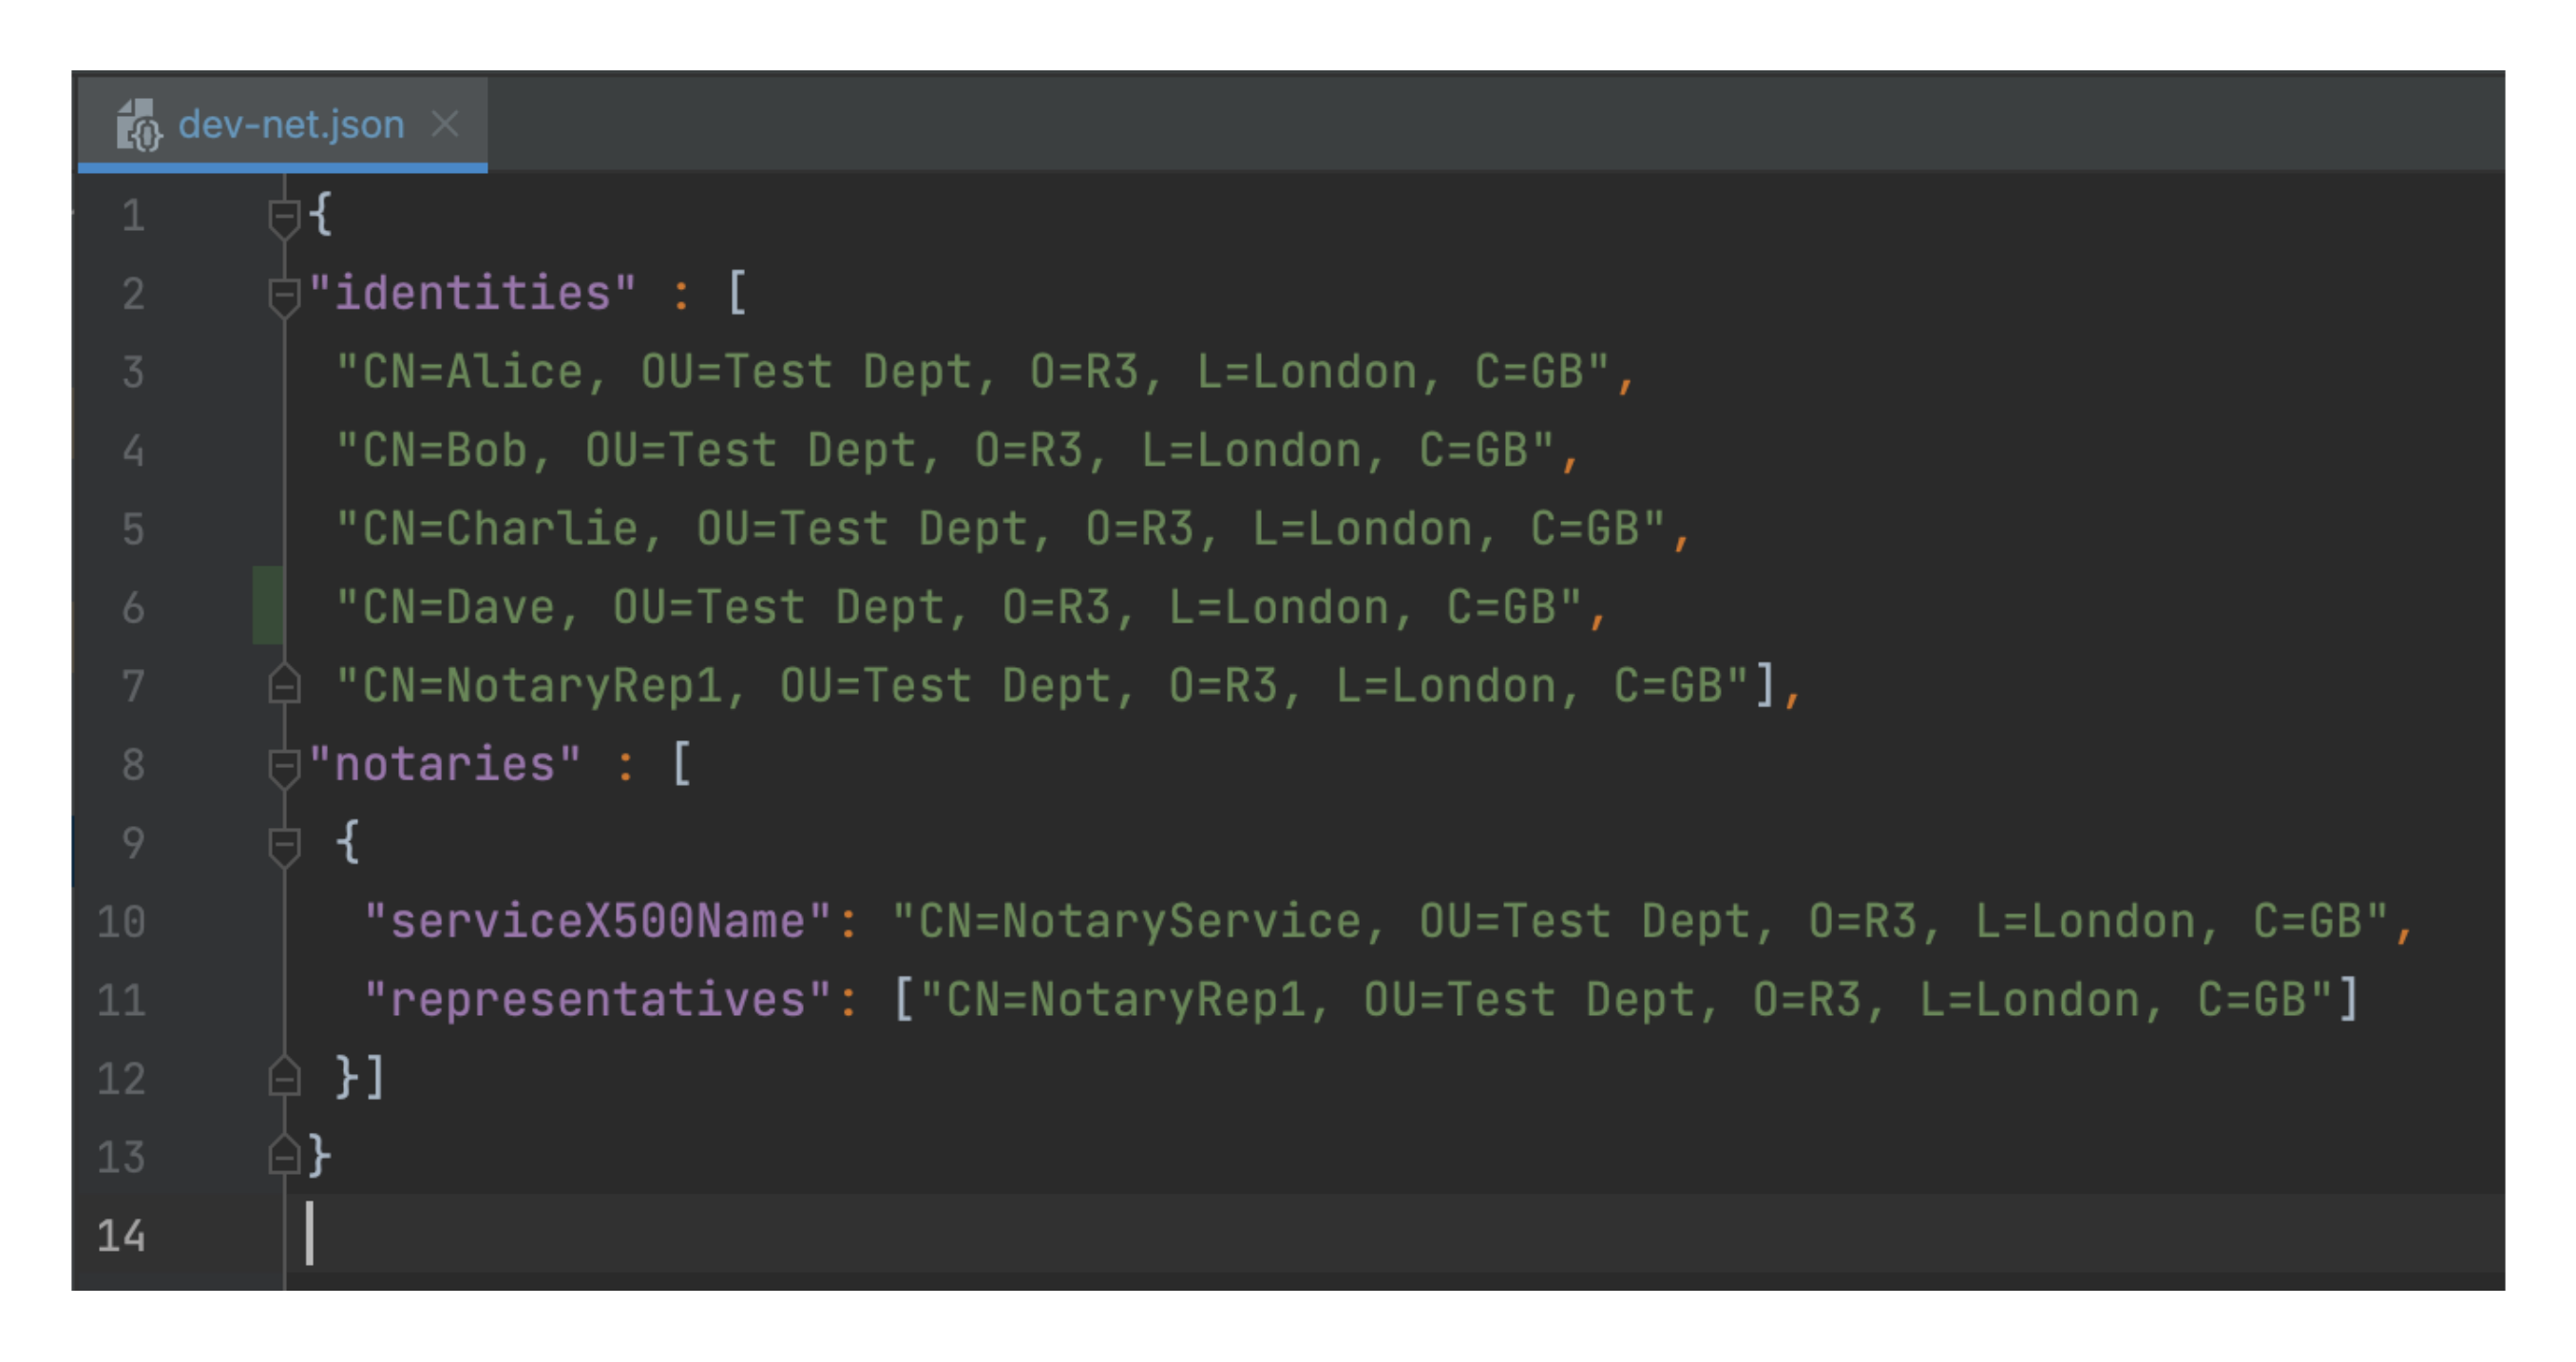 dev-net.json
1 {
2 "identities" : [
3 "CN=Alice, OU=Test Dept, O=R3, L=London, C=GB",
4 "CN=Bob, OU=Test Dept, O=R3, L=London, C=GB",
5 "CN=Charlie, OU=Test Dept, O=R3, L=London, C=GB",
6 "CN=Dave, OU=Test Dept, O=R3, L=London, C=GB",
7 "CN=NotaryRep1, OU=Test Dept, O=R3, L=London, C=GB"],
8 "notaries" : [
9 {
10 "serviceX500Name": "CN=NotaryService, OU=Test Dept, O=R3, L=London, C=GB",
11 "representatives": ["CN=NotaryRep1, OU=Test Dept, O=R3, L=London, C=GB"]
12 }]
13 }
14